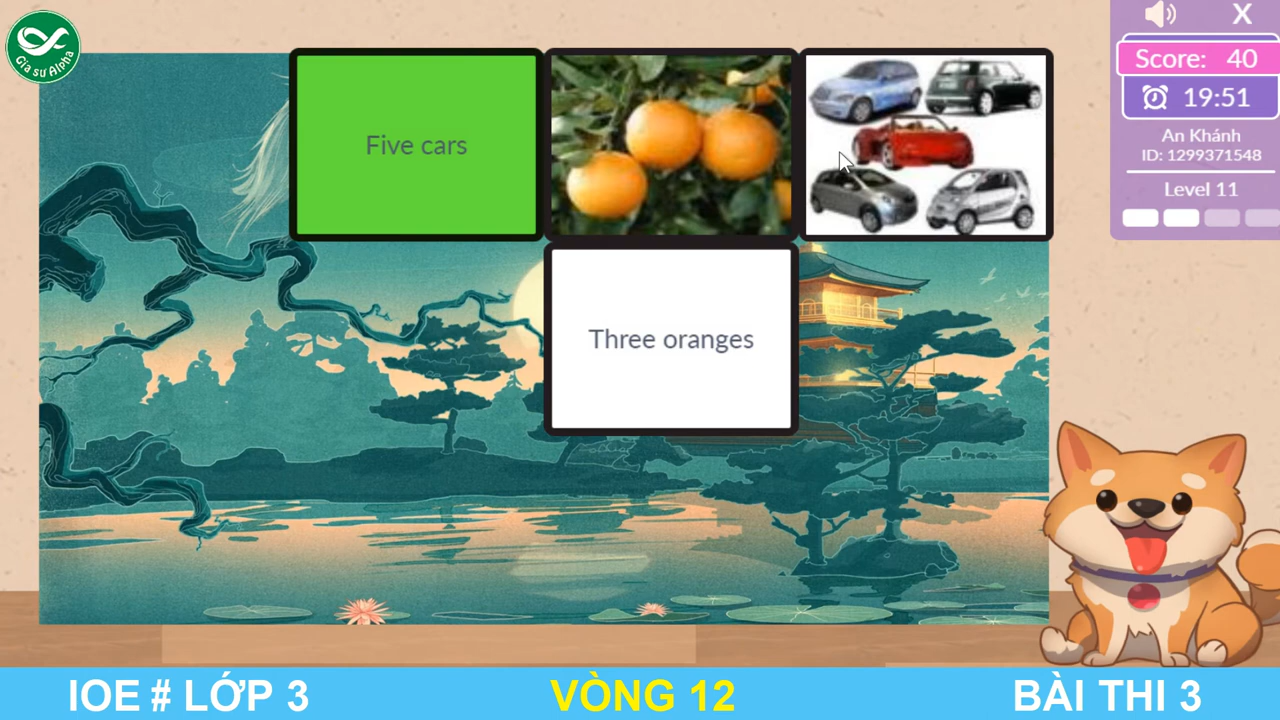 Gia sư Alpha
X
Score: 40
19:51
An Khánh
ID: 1299371548
Level 11
Five cars
Three oranges
IOE # LỚP 3
VÒNG 12
BÀI THI 3